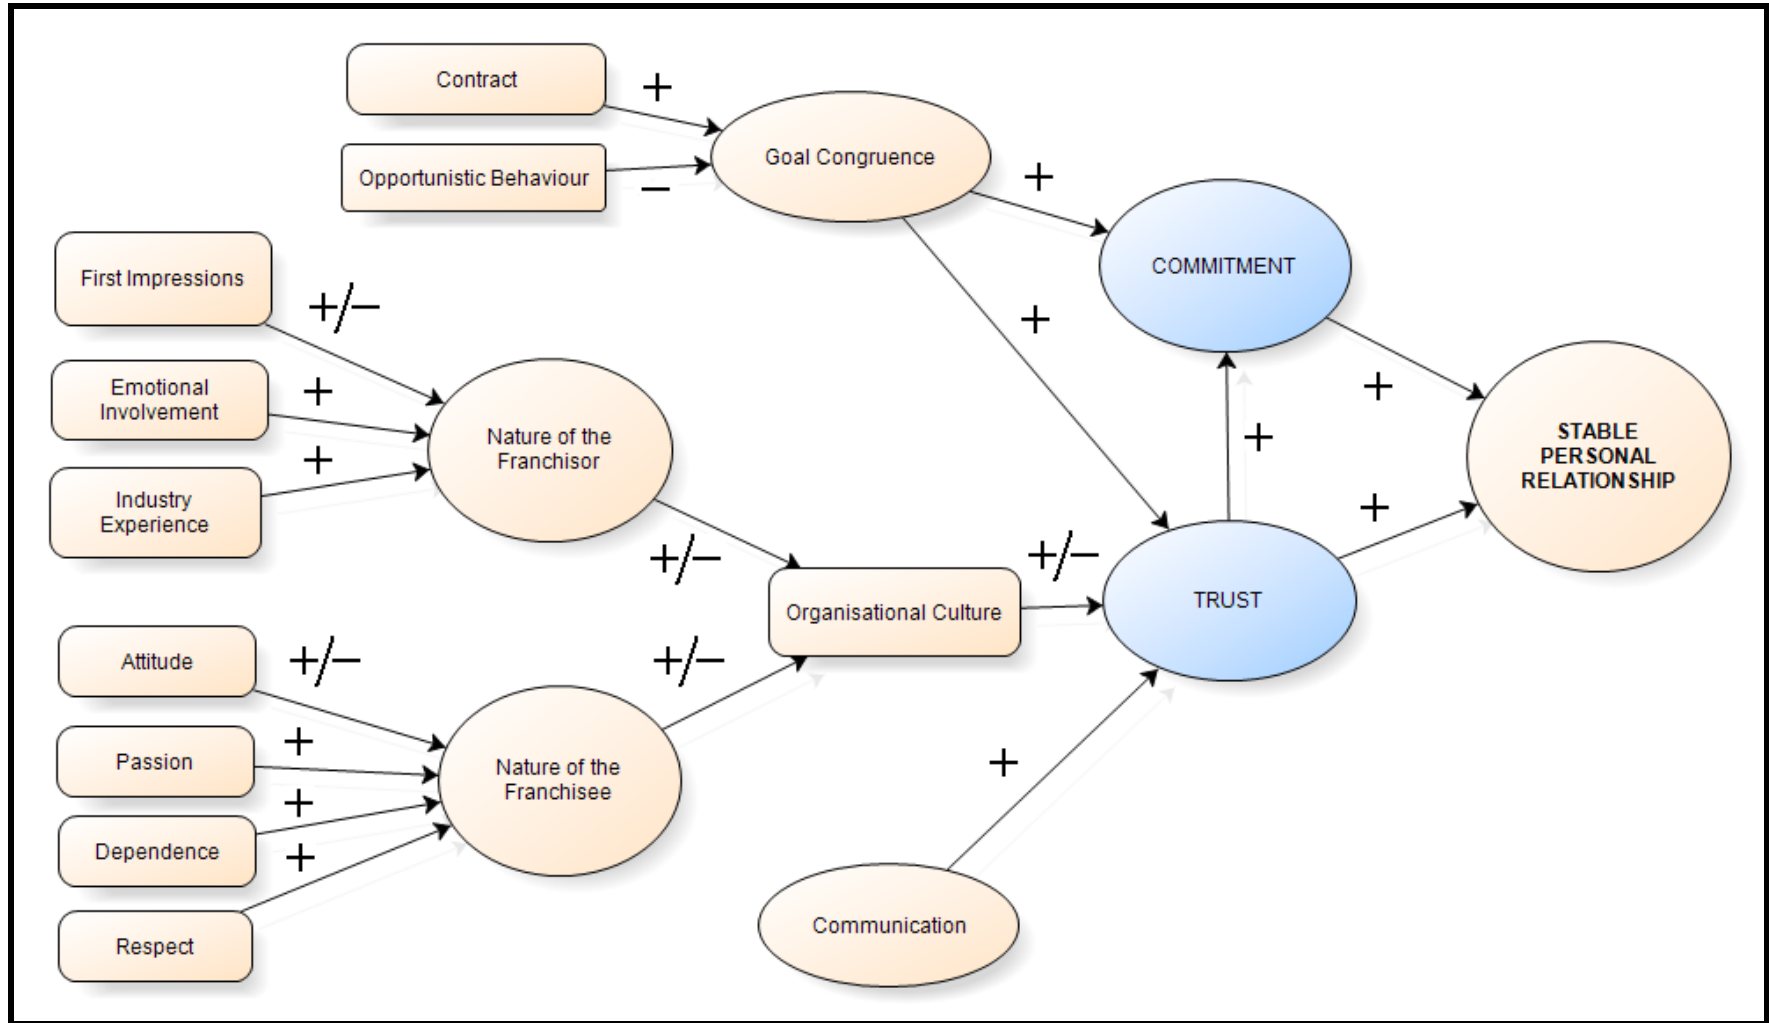 Contract
+
Opportunistic Behaviour
−
Goal Congruence
+
COMMITMENT
First Impressions
+/−
+
Emotional
Involvement
+
Industry
Experience
+
Nature of the
Franchisor
+/−
+
+
STABLE
PERSONAL
RELATIONSHIP
+
Organisational Culture
+/−
TRUST
Attitude
+/−
+/−
Passion
+
Dependence
+
Respect
+
Nature of the
Franchisee
+
Communication